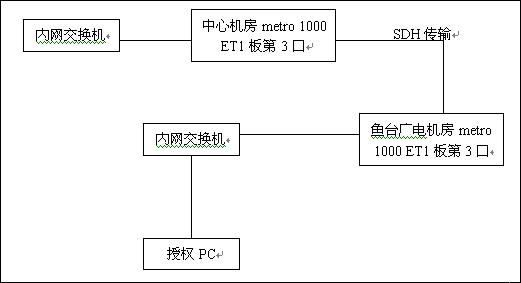 内网交换机
中心机房 metro 1000
ET1 板第 3 口
SDH 传输
鱼台广电机房 metro
1000 ET1 板第 3 口
内网交换机
授权 PC